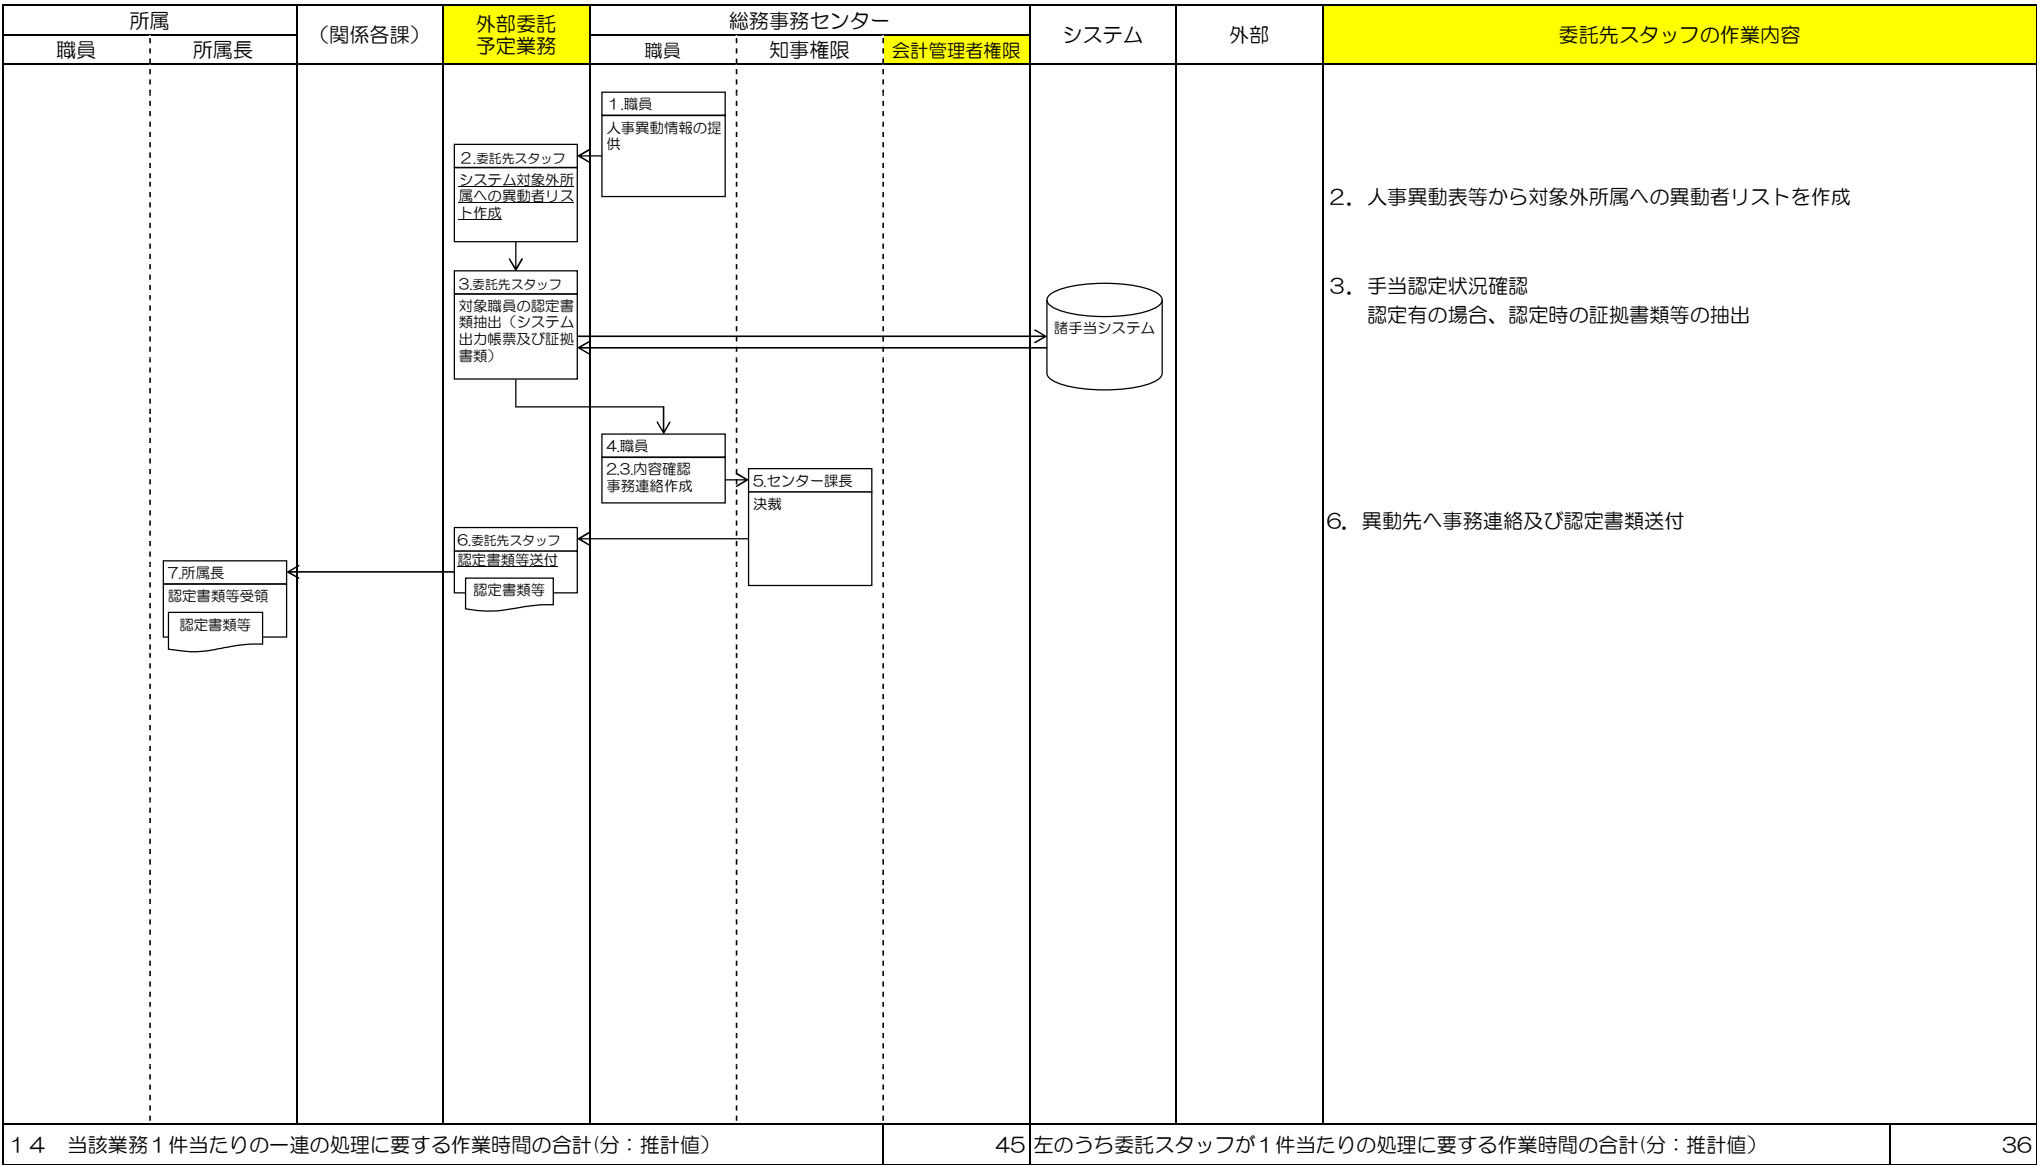 所属
(関係各課)
外部委託
予定業務
総務事務センター
システム
外部
委託先スタッフの作業内容
職員
所属長
職員
知事権限
会計管理者権限
1.職員
人事異動情報の提
供
2.委託先スタッフ
システム対象外所
属への異動者リス
ト作成
2．人事異動表等から対象外所属への異動者リストを作成
3.委託先スタッフ
対象職員の認定書
類抽出（システム
出力帳票及び証拠
書類）
諸手当システム
3．手当認定状況確認
認定有の場合、認定時の証拠書類等の抽出
4.職員
2.3.内容確認
事務連絡作成
5.センター課長
決裁
6.委託先スタッフ
認定書類等送付
認定書類等
6．異動先へ事務連絡及び認定書類送付
7.所属長
認定書類等受領
認定書類等
１４　当該業務１件当たりの一連の処理に要する作業時間の合計(分：推計値）
45
左のうち委託スタッフが１件当たりの処理に要する作業時間の合計(分：推計値）
36